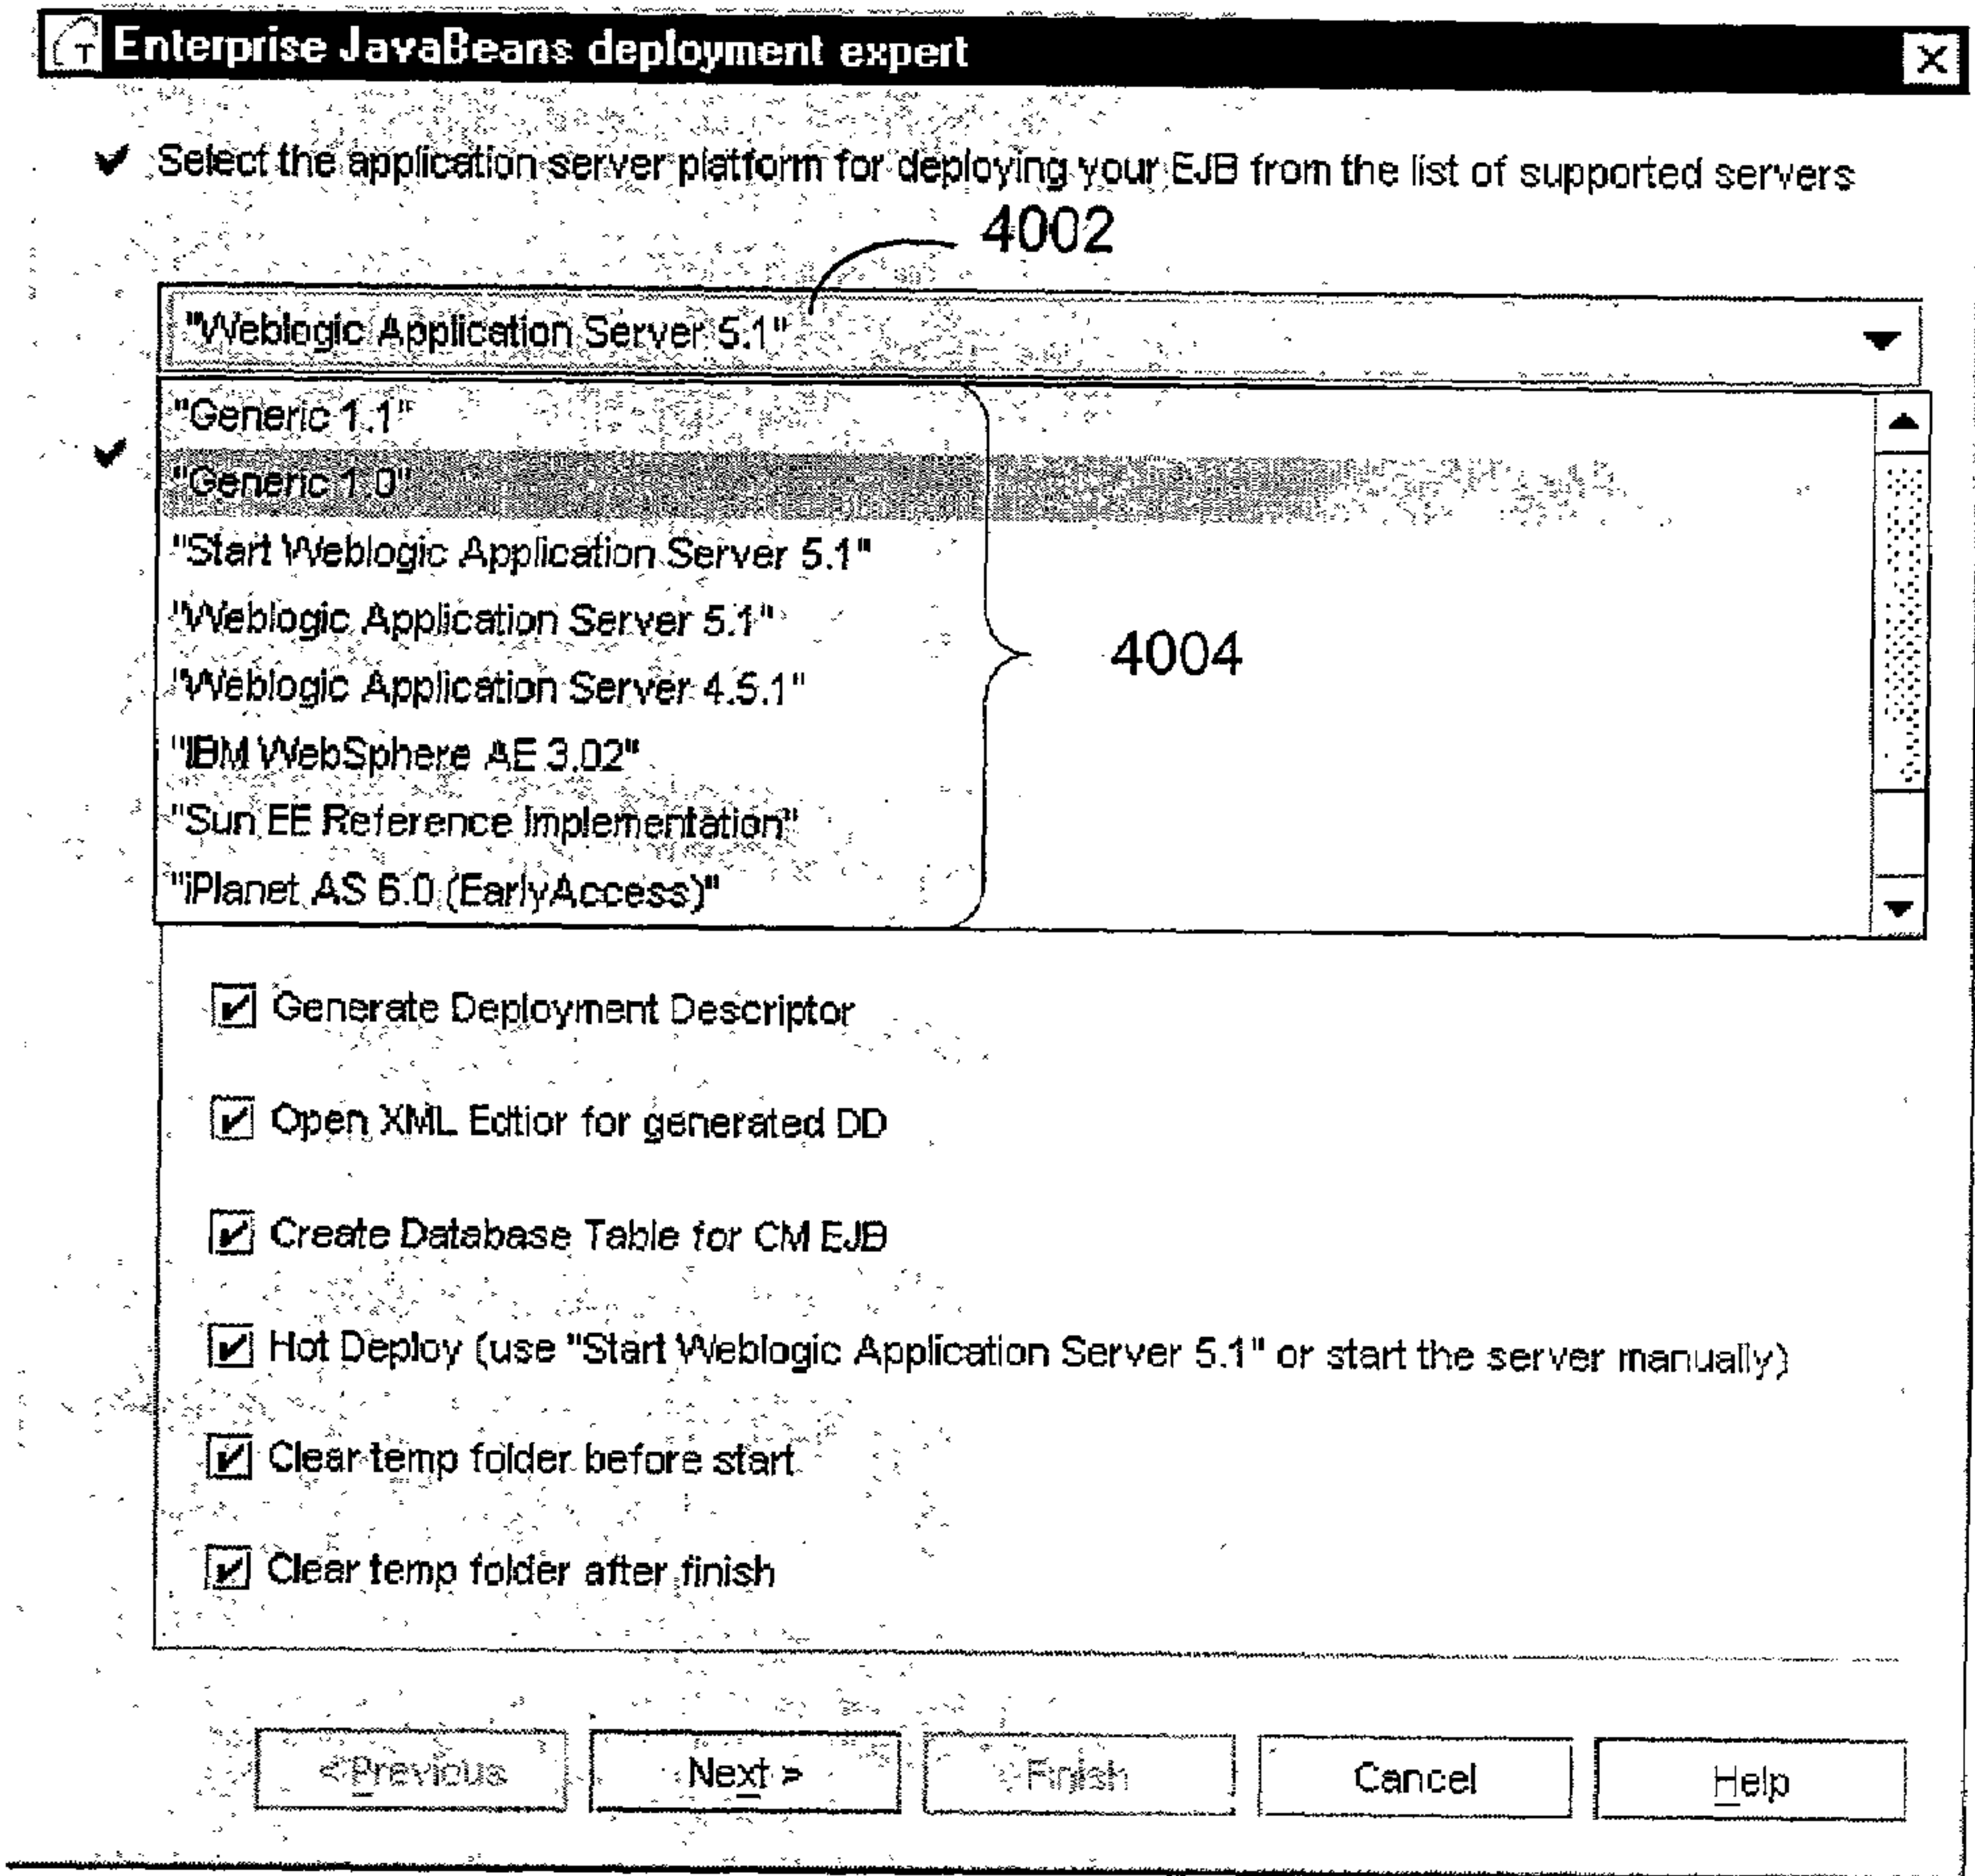 Enterprise JavaBeans deployment expert
Select the application server platform for deploying your EJB from the list of supported servers
4002
"Weblogic Application Server 5.1"
"Generic 1.1"
"Generic 1.0"
"Start Weblogic Application Server 5.1"
"Weblogic Application Server 5.1"
"Weblogic Application Server 4.5.1"
"IBM WebSphere AE 3.02"
"Sun EE Reference Implementation"
"iPlanet AS 6.0 (EarlyAccess)"
4004
Generate Deployment Descriptor
Open XML Edtior for generated DD
Create Database Table for CM EJB
Hot Deploy (use "Start Weblogic Application Server 5.1" or start the server manually)
Clear temp folder before start
Clear temp folder after finish
< Previous Next > Finish Cancel Help